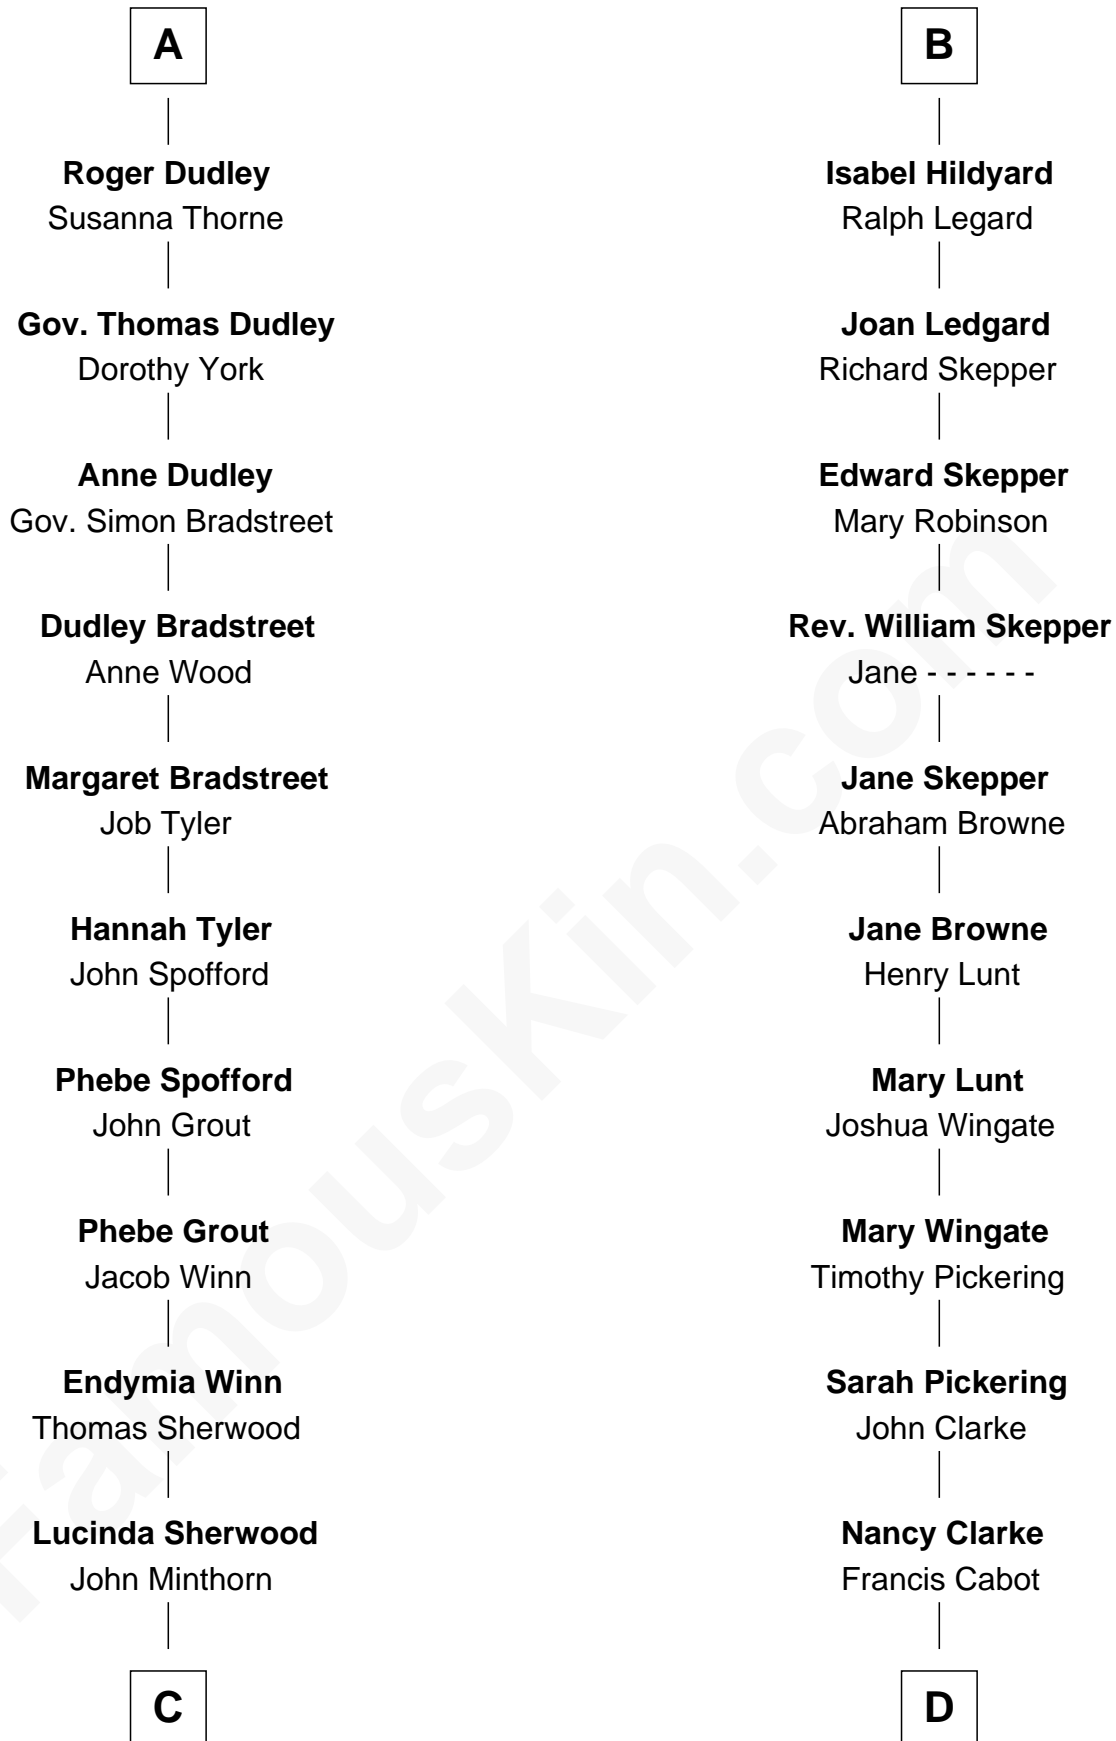 A
Roger Dudley
Susanna Thorne
Gov. Thomas Dudley
Dorothy York
Anne Dudley
Gov. Simon Bradstreet
Dudley Bradstreet
Anne Wood
Margaret Bradstreet
Job Tyler
Hannah Tyler
John Spofford
Phebe Spofford
John Grout
Phebe Grout
Jacob Winn
Endymia Winn
Thomas Sherwood
Lucinda Sherwood
John Minthorn
C
B
Isabel Hildyard
Ralph Legard
Joan Ledgard
Richard Skepper
Edward Skepper
Mary Robinson
Rev. William Skepper
Jane - - - - - -
Jane Skepper
Abraham Browne
Jane Browne
Henry Lunt
Mary Lunt
Joshua Wingate
Mary Wingate
Timothy Pickering
Sarah Pickering
John Clarke
Nancy Clarke
Francis Cabot
D
FamousKin.com